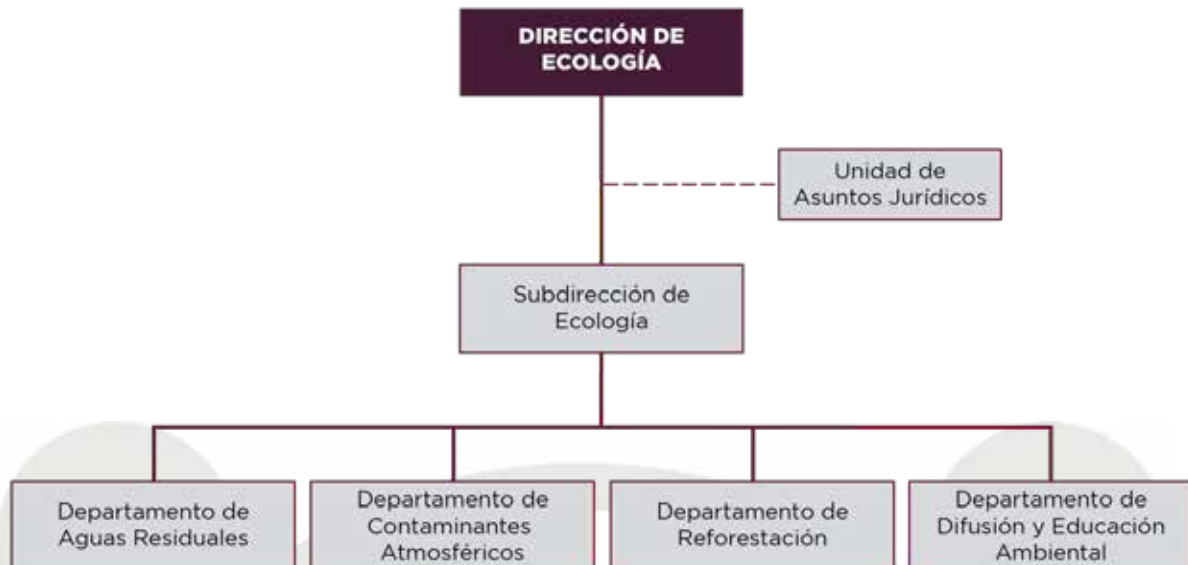 DIRECCIÓN DE
ECOLOGÍA
Unidad de
Asuntos Jurídicos
Subdirección de
Ecología
Departamento de
Aguas Residuales
Departamento de
Contaminantes
Atmosféricos
Departamento de
Reforestación
Departamento de
Difusión y Educación
Ambiental